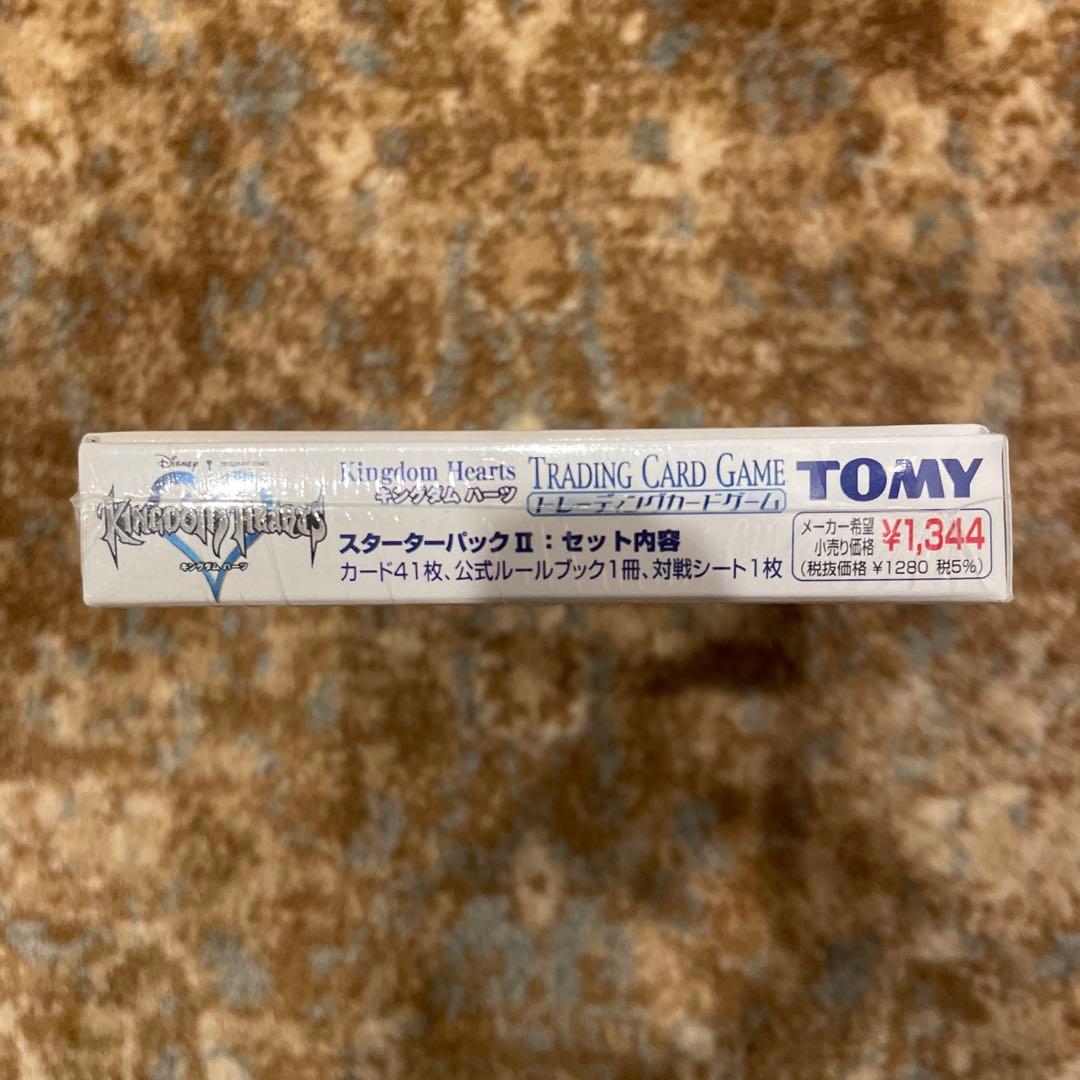 Disney | SQUARE ENIX
KINGDOM HEARTS
キングダム ハーツ
Kingdom Hearts
キングダム ハーツ
TRADING CARD GAME
トレーディングカードゲーム
スターターパックⅡ：セット内容
カード41枚、公式ルールブック1冊、対戦シート1枚
TOMY
メーカー希望
小売り価格
¥1,344
(税抜価格 ¥1280 税5%)